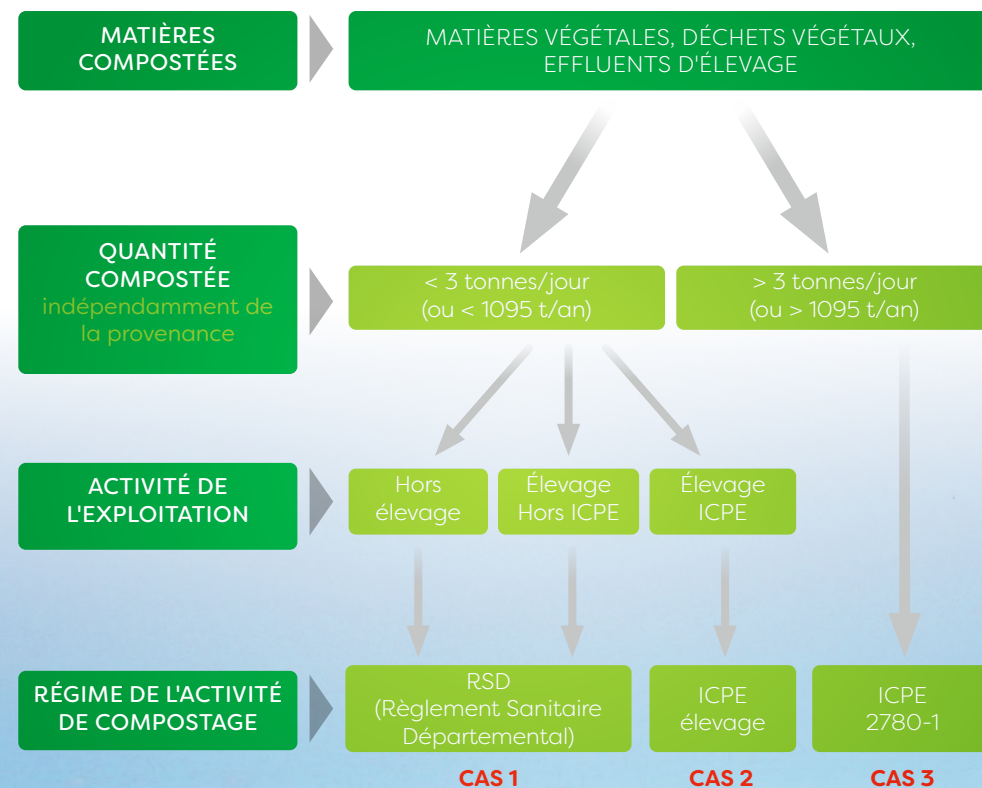 MATIÈRES
COMPOSTÉES
MATIÈRES VÉGÉTALES, DÉCHETS VÉGÉTAUX,
EFFLUENTS D'ÉLEVAGE
QUANTITÉ
COMPOSTÉE
indépendamment de
la provenance
< 3 tonnes/jour
(ou < 1095 t/an)
> 3 tonnes/jour
(ou > 1095 t/an)
ACTIVITÉ DE
L'EXPLOITATION
Hors
élevage
Élevage
Hors ICPE
Élevage
ICPE
RÉGIME DE L'ACTIVITÉ
DE COMPOSTAGE
RSD
(Règlement Sanitaire
Départemental)
ICPE
élevage
ICPE
2780-1
CAS 1
CAS 2
CAS 3